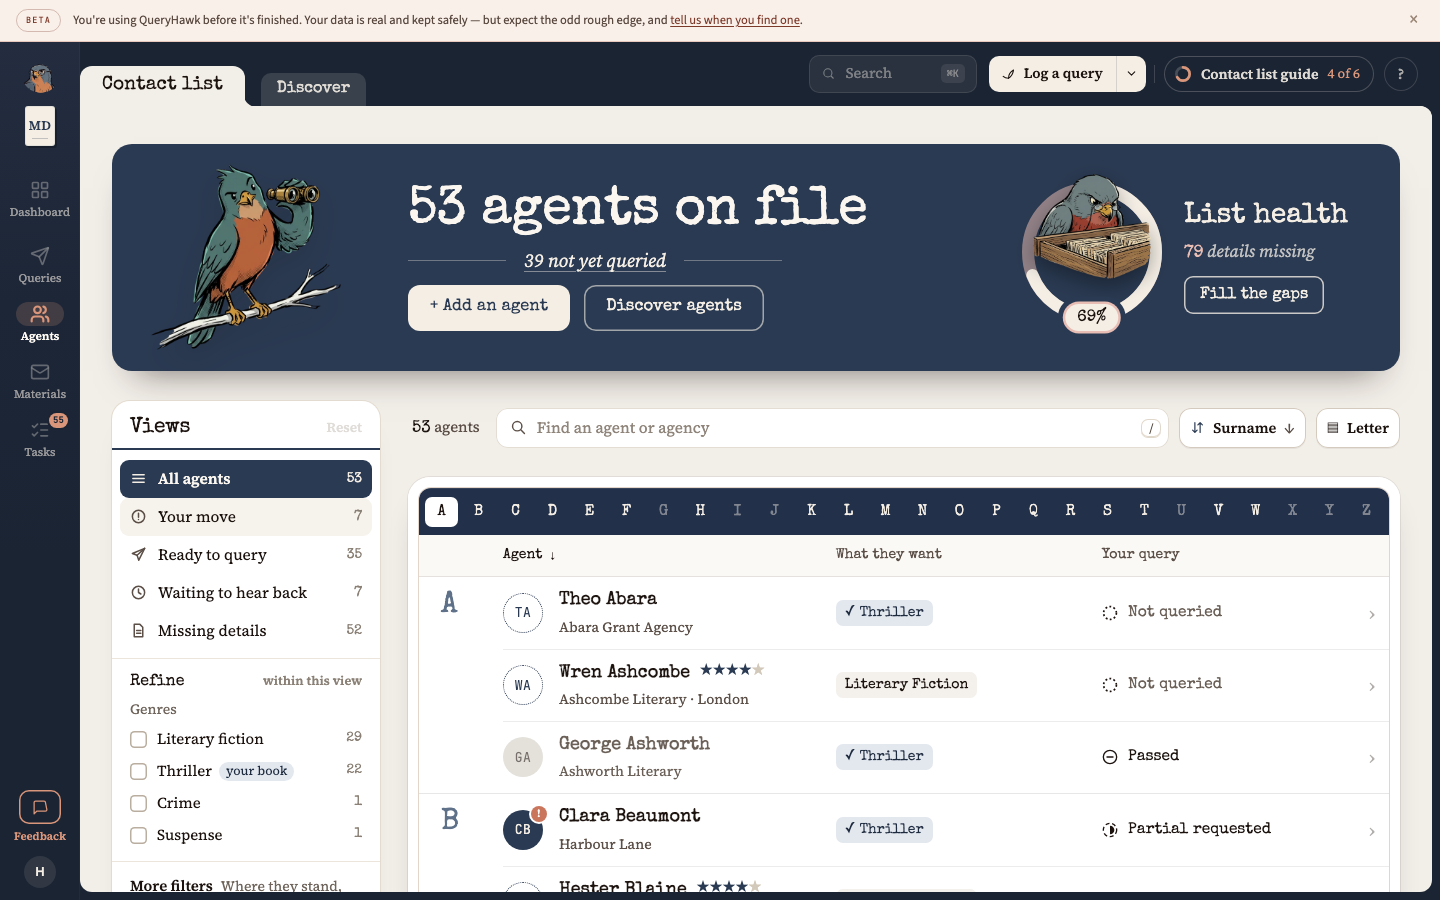 BETA You're using QueryHawk before it's finished. Your data is real and kept safely — but expect the odd rough edge, and tell us when you find one. ×
Contact list
Discover
Search ⌘K
Log a query
Contact list guide 4 of 6
?
MD
Dashboard
Queries
Agents
Materials
55
Tasks
Feedback
H
53 agents on file
39 not yet queried
+ Add an agent
Discover agents
69%
List health
79 details missing
Fill the gaps
Views Reset
All agents 53
Your move 7
Ready to query 35
Waiting to hear back 7
Missing details 52
Refine within this view
Genres
Literary fiction 29
Thriller your book 22
Crime 1
Suspense 1
More filters Where they stand,
53 agents
Find an agent or agency /
Surname ↓
Letter
A B C D E F G H I J K L M N O P Q R S T U V W X Y Z
Agent ↓ What they want Your query
A
TA Theo Abara
Abara Grant Agency
✓ Thriller
Not queried
WA Wren Ashcombe ★★★★★
Ashcombe Literary · London
Literary Fiction
Not queried
GA George Ashworth
Ashworth Literary
✓ Thriller
Passed
B
CB ! Clara Beaumont
Harbour Lane
✓ Thriller
Partial requested
Hester Blaine ★★★★★